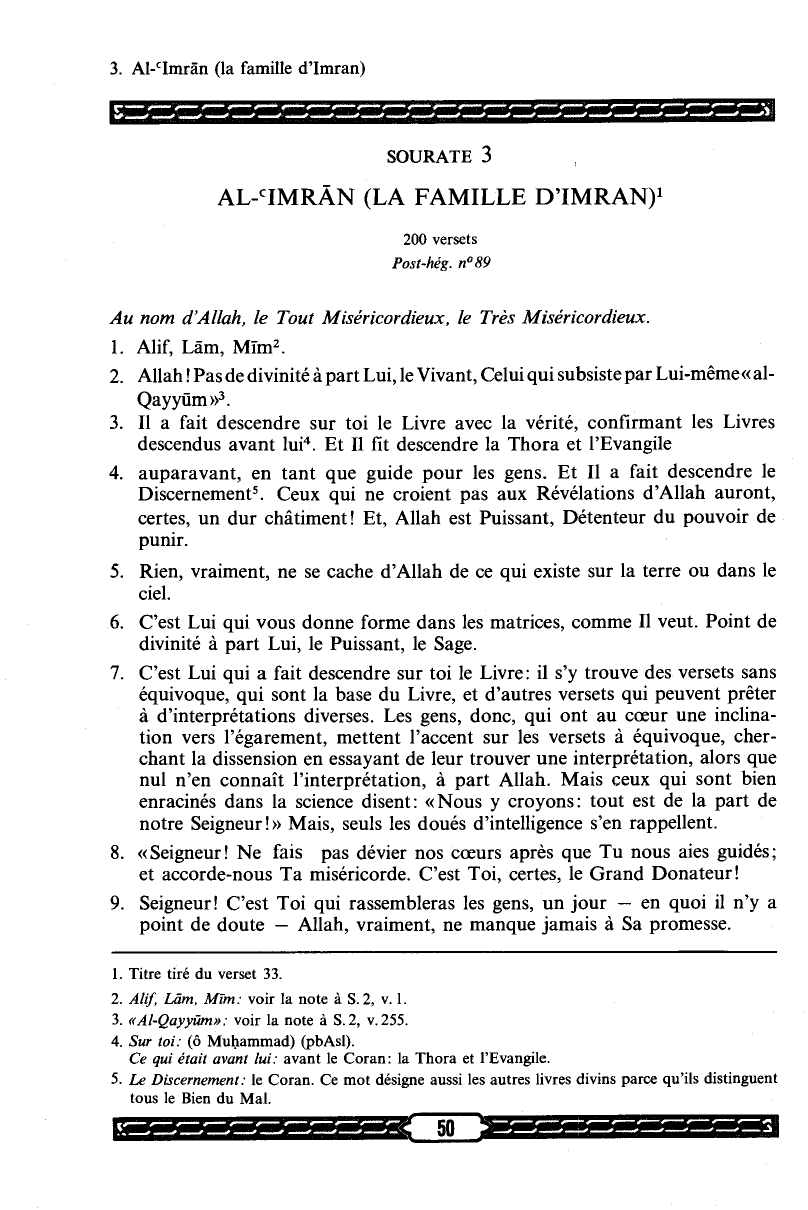 3. Al-ᶜImrān (la famille d'Imran)
SOURATE 3
AL-ᶜIMRĀN (LA FAMILLE D'IMRAN)¹
200 versets
Post-hég. nº 89
Au nom d'Allah, le Tout Miséricordieux, le Très Miséricordieux.
1. Alif, Lām, Mīm².
2. Allah! Pas de divinité à part Lui, le Vivant, Celui qui subsiste par Lui-même «al-
Qayyūm»³.
3. Il a fait descendre sur toi le Livre avec la vérité, confirmant les Livres
descendus avant lui⁴. Et Il fit descendre la Thora et l'Evangile
4. auparavant, en tant que guide pour les gens. Et Il a fait descendre le
Discernement⁵. Ceux qui ne croient pas aux Révélations d'Allah auront,
certes, un dur châtiment! Et, Allah est Puissant, Détenteur du pouvoir de
punir.
5. Rien, vraiment, ne se cache d'Allah de ce qui existe sur la terre ou dans le
ciel.
6. C'est Lui qui vous donne forme dans les matrices, comme Il veut. Point de
divinité à part Lui, le Puissant, le Sage.
7. C'est Lui qui a fait descendre sur toi le Livre: il s'y trouve des versets sans
équivoque, qui sont la base du Livre, et d'autres versets qui peuvent prêter
à d'interprétations diverses. Les gens, donc, qui ont au cœur une inclina-
tion vers l'égarement, mettent l'accent sur les versets à équivoque, cher-
chant la dissension en essayant de leur trouver une interprétation, alors que
nul n'en connaît l'interprétation, à part Allah. Mais ceux qui sont bien
enracinés dans la science disent: «Nous y croyons: tout est de la part de
notre Seigneur!» Mais, seuls les doués d'intelligence s'en rappellent.
8. «Seigneur! Ne fais pas dévier nos cœurs après que Tu nous aies guidés;
et accorde-nous Ta miséricorde. C'est Toi, certes, le Grand Donateur!
9. Seigneur! C'est Toi qui rassembleras les gens, un jour — en quoi il n'y a
point de doute — Allah, vraiment, ne manque jamais à Sa promesse.
1. Titre tiré du verset 33.
2. Alif, Lām, Mīm: voir la note à S. 2, v. 1.
3. «Al-Qayyūm»: voir la note à S. 2, v. 255.
4. Sur toi: (ô Muḥammad) (pbAsl).
Ce qui était avant lui: avant le Coran: la Thora et l'Evangile.
5. Le Discernement: le Coran. Ce mot désigne aussi les autres livres divins parce qu'ils distinguent
tous le Bien du Mal.
50